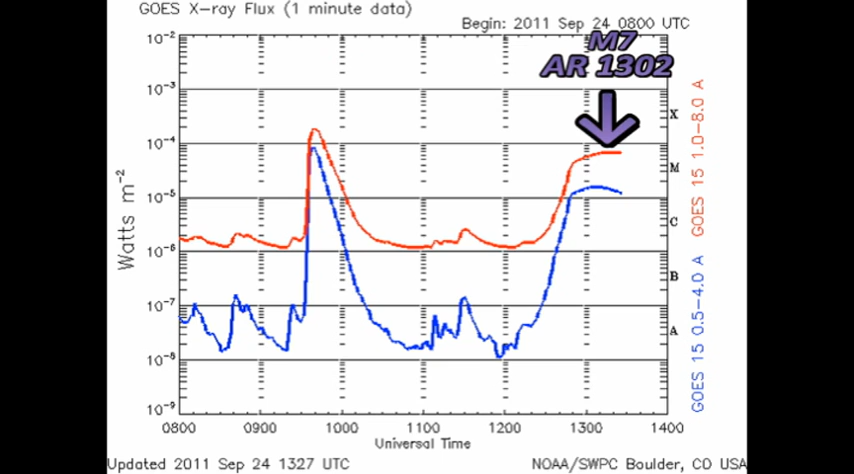 GOES X-ray Flux (1 minute data)
Begin: 2011 Sep 24 0800 UTC
M7
AR 1302
10⁻²
10⁻³
10⁻⁴
10⁻⁵
10⁻⁶
10⁻⁷
10⁻⁸
10⁻⁹
Watts m⁻²
X
M
C
B
A
GOES 15 1.0-8.0 A
GOES 15 0.5-4.0 A
0800 0900 1000 1100 1200 1300 1400
Universal Time
Updated 2011 Sep 24 1327 UTC
NOAA/SWPC Boulder, CO USA